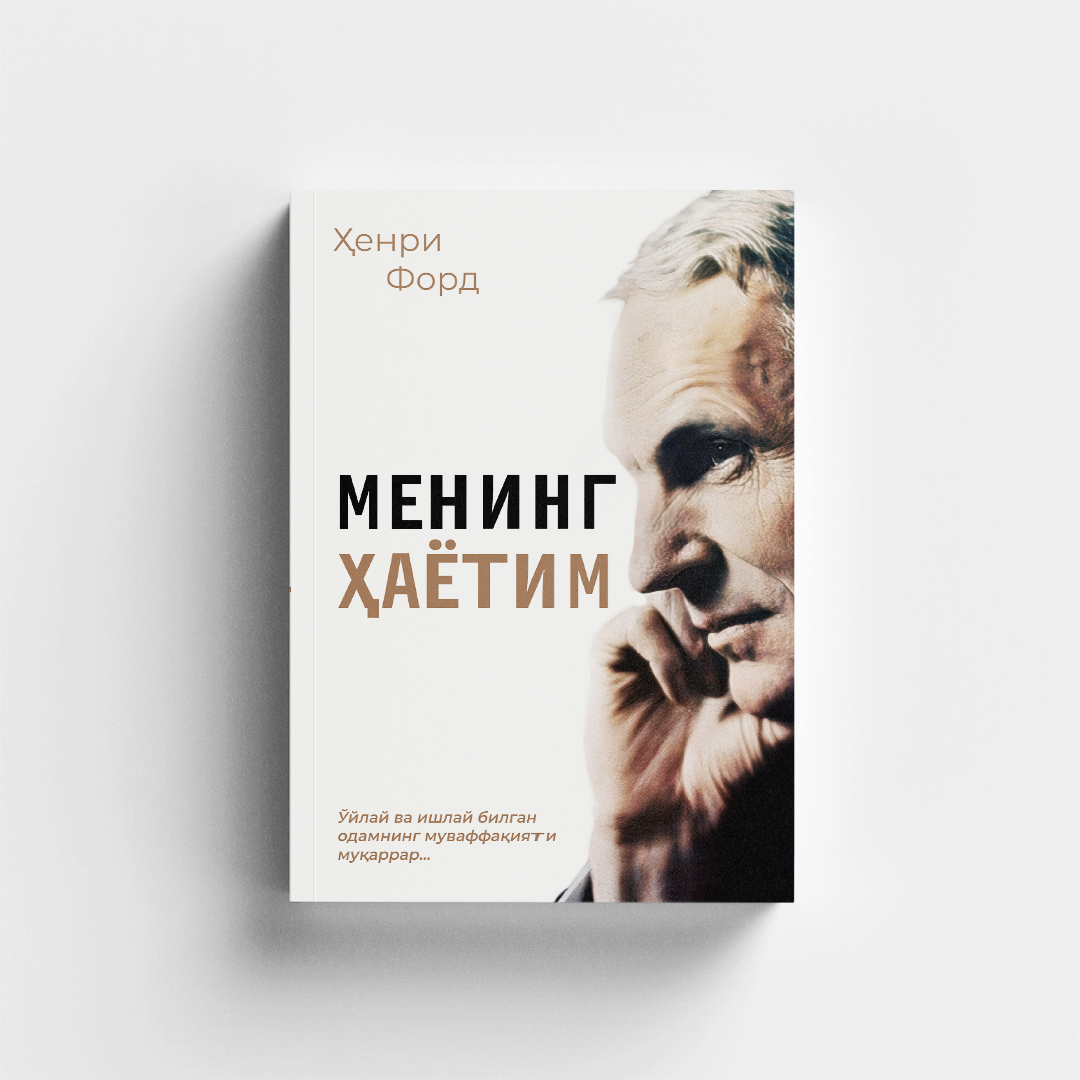 Ҳенри
Форд
МЕНИНГ
ҲАЁТИМ
Ўйлай ва ишлай билган
одамнинг муваффақияти
муқаррар...